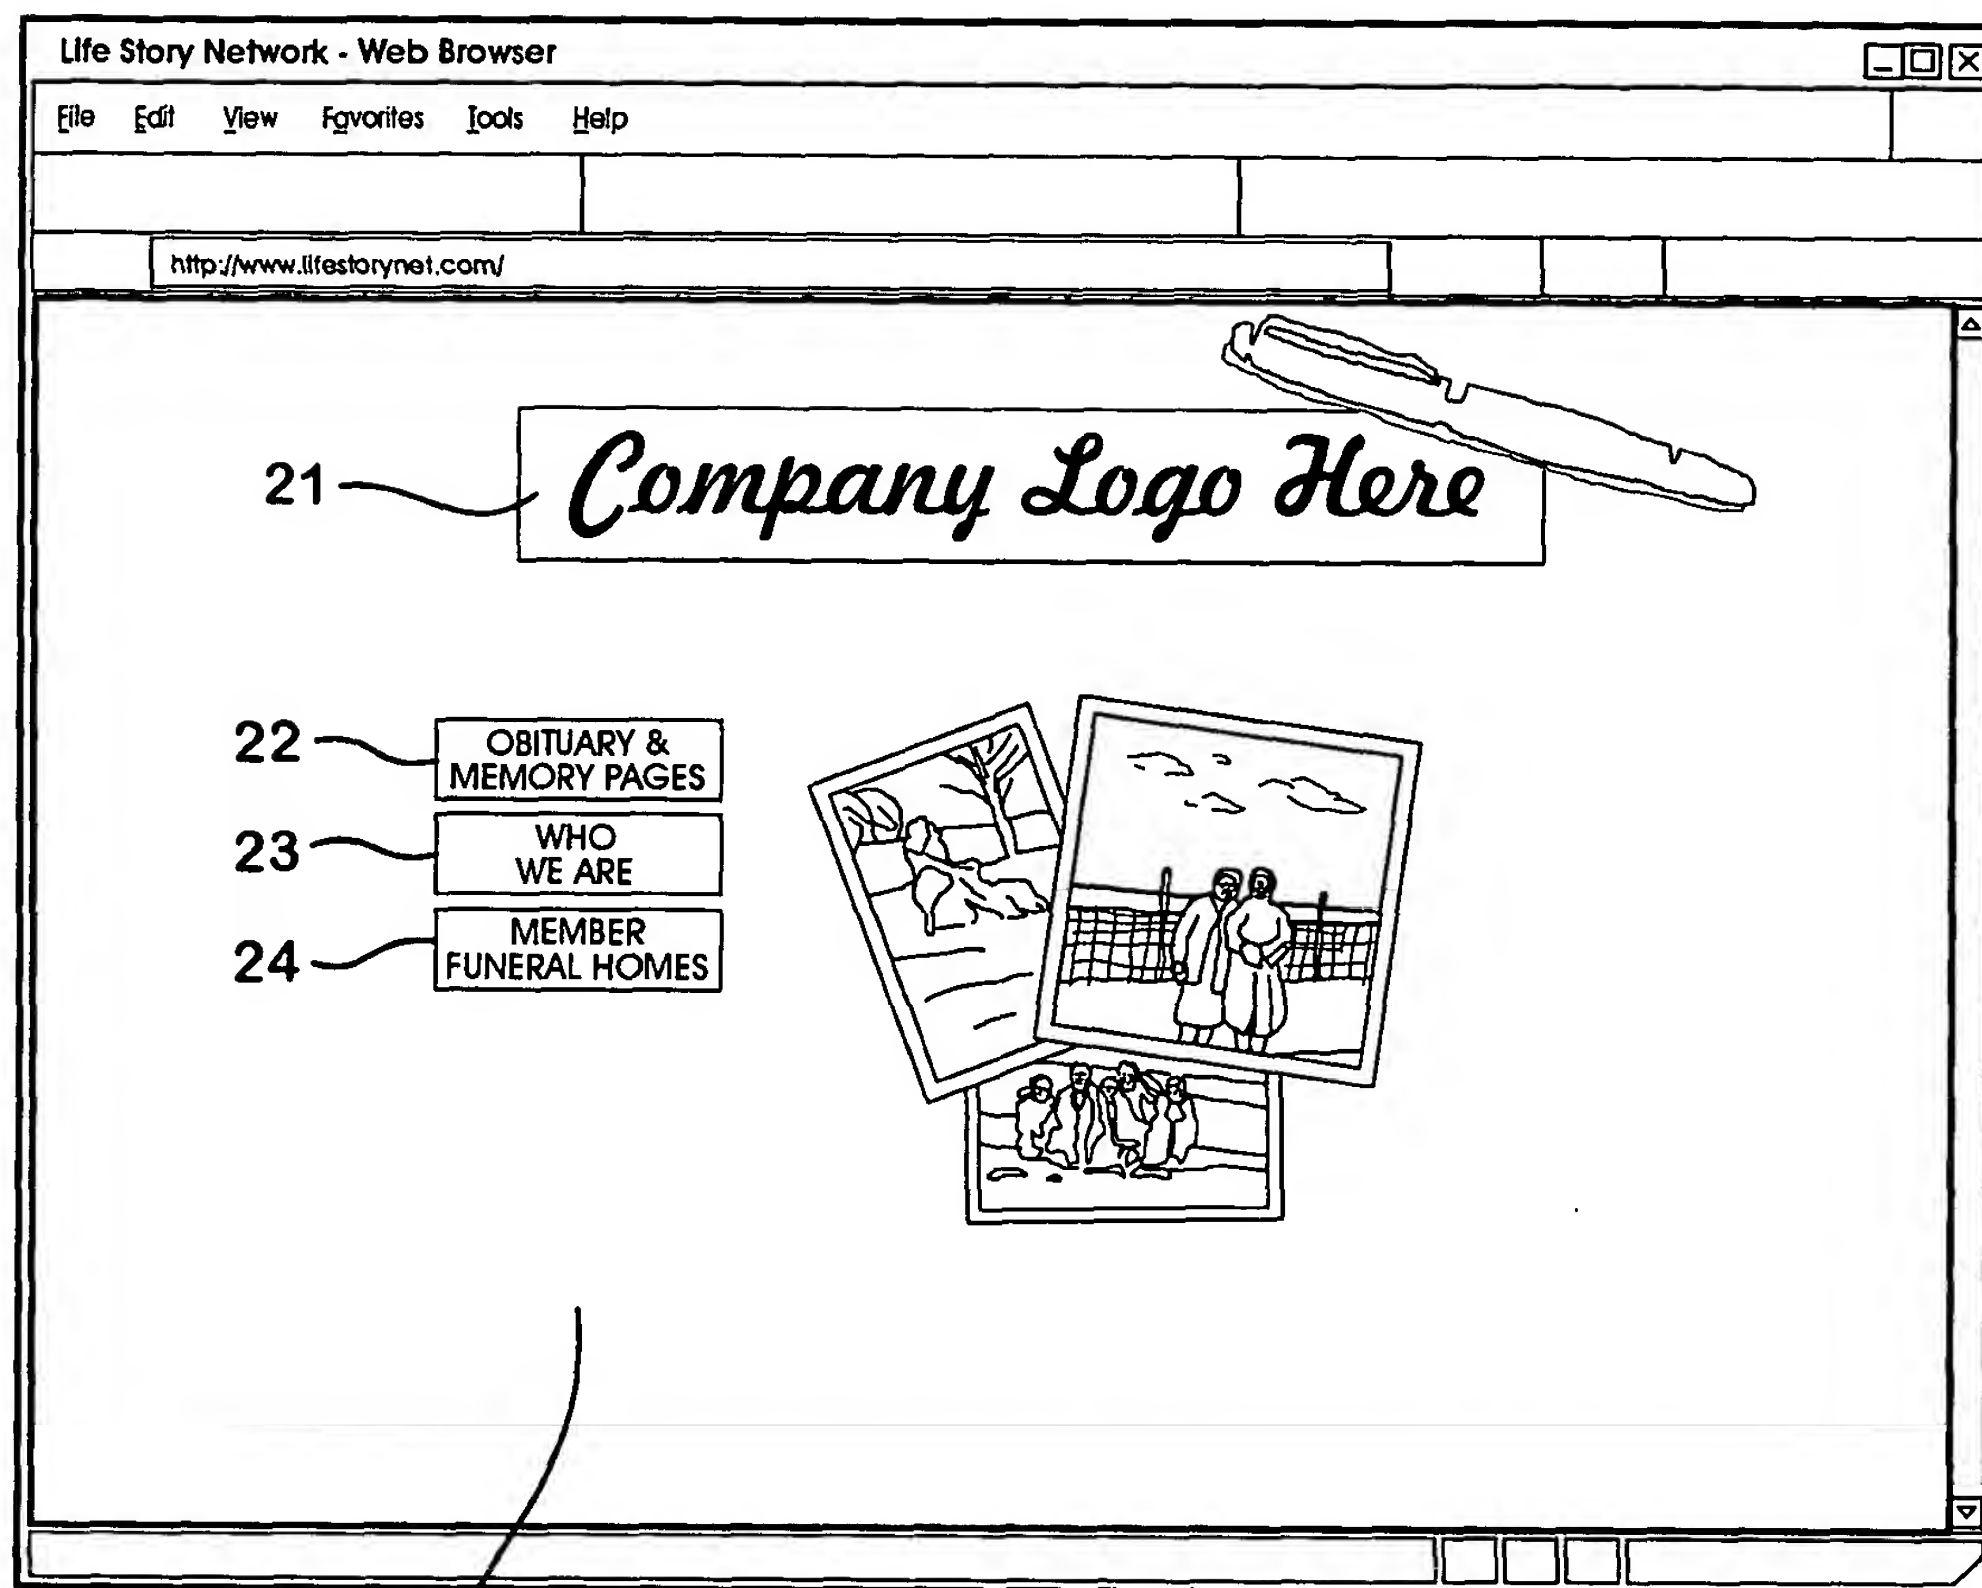 Life Story Network - Web Browser
File Edit View Favorites Tools Help
http://www.lifestorynet.com/
21 Company Logo Here
22 OBITUARY &
MEMORY PAGES
23 WHO
WE ARE
24 MEMBER
FUNERAL HOMES